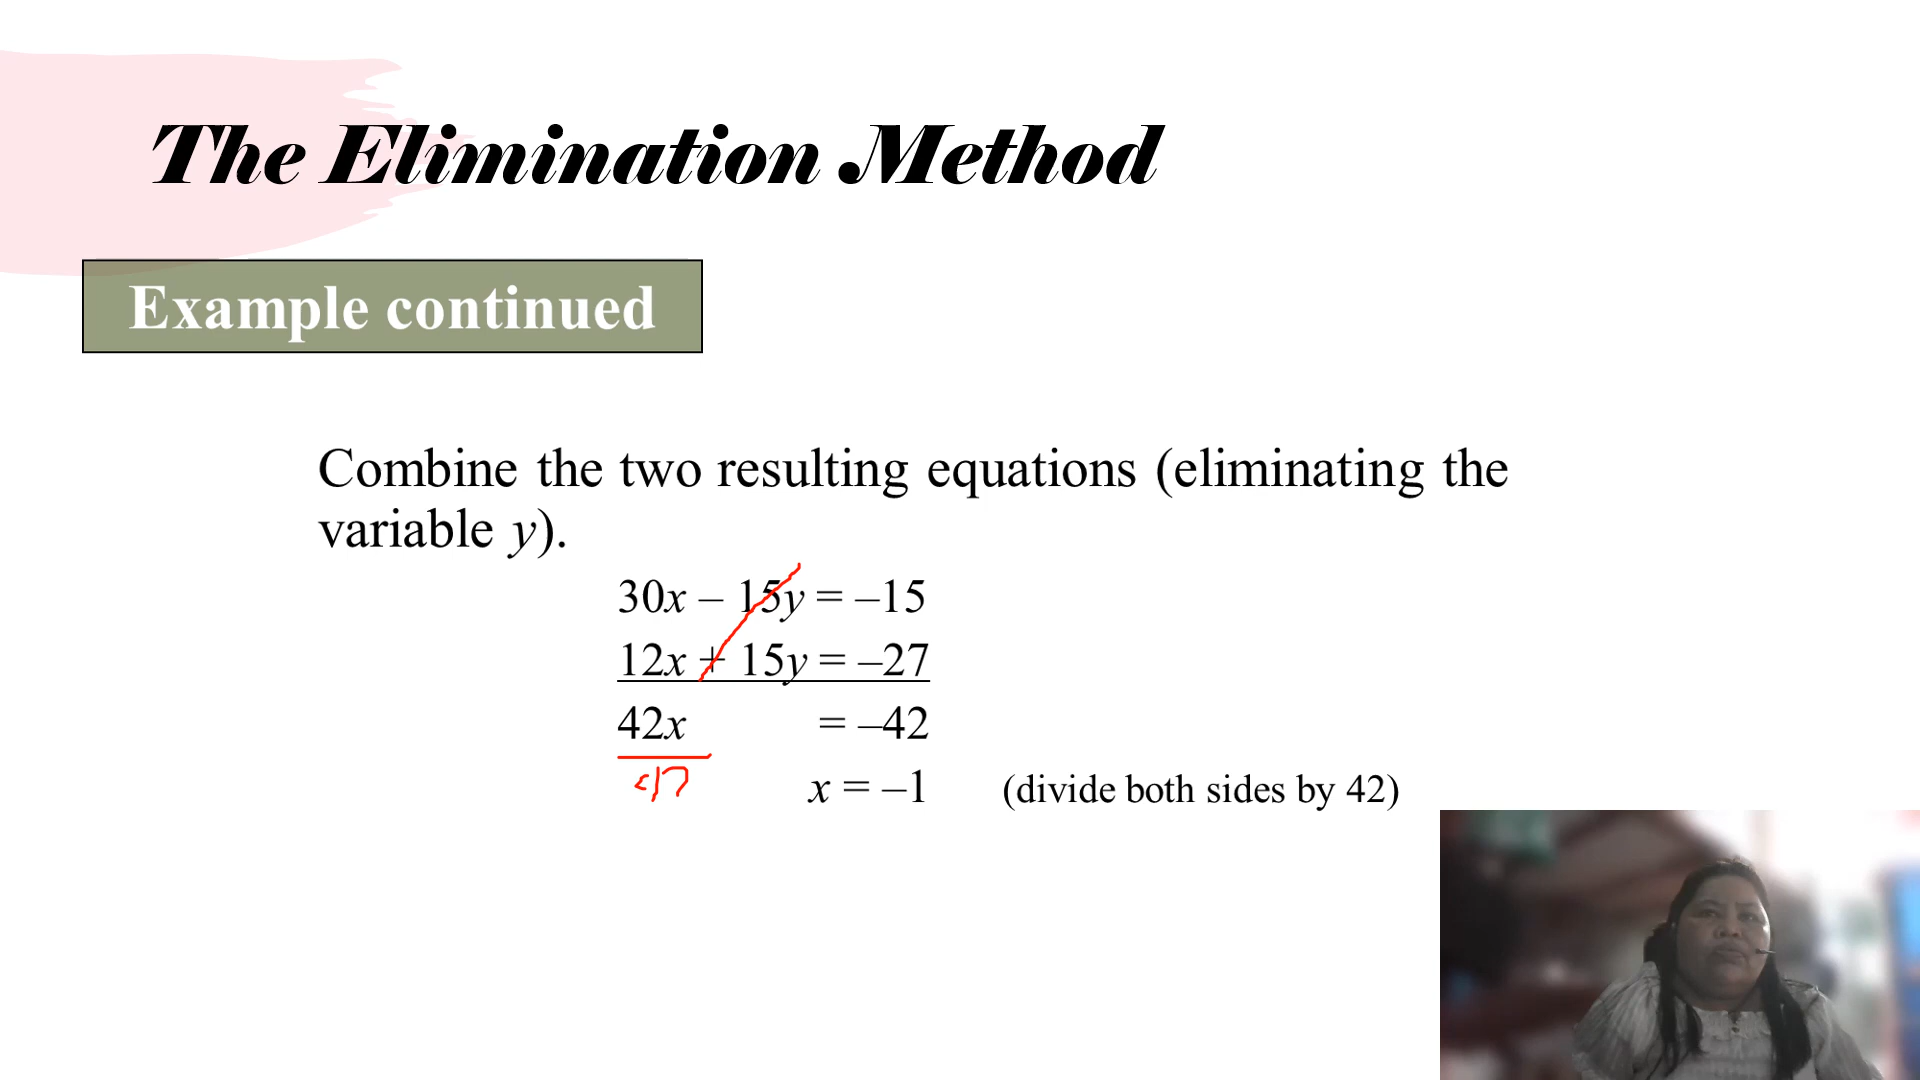 The Elimination Method
Example continued
Combine the two resulting equations (eliminating the
variable y).
30x – 15y = –15
12x + 15y = –27
42x = –42
x = –1 (divide both sides by 42)